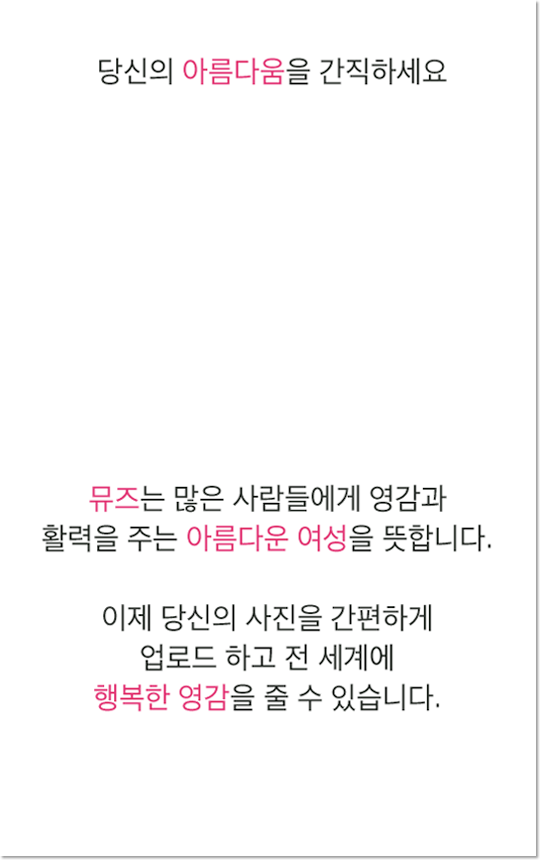 당신의 아름다움을 간직하세요
뮤즈는 많은 사람들에게 영감과
활력을 주는 아름다운 여성을 뜻합니다.
이제 당신의 사진을 간편하게
업로드 하고 전 세계에
행복한 영감을 줄 수 있습니다.